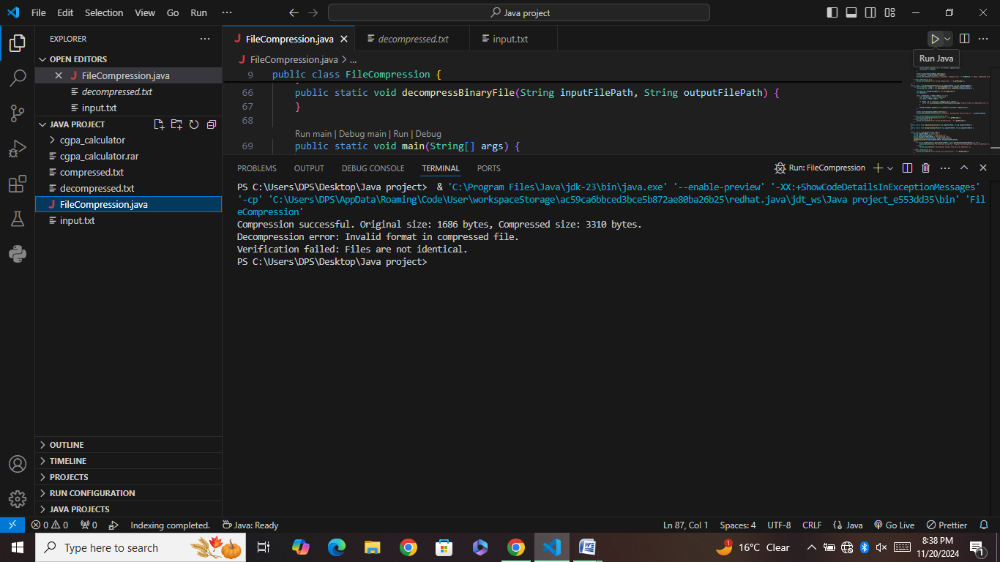 File Edit Selection View Go Run ··· Java project
EXPLORER ···
OPEN EDITORS
FileCompression.java
decompressed.txt
input.txt
JAVA PROJECT
cgpa_calculator
cgpa_calculator.rar
compressed.txt
decompressed.txt
FileCompression.java
input.txt
OUTLINE
TIMELINE
PROJECTS
RUN CONFIGURATION
JAVA PROJECTS
FileCompression.java decompressed.txt input.txt
Run Java
FileCompression.java > ...
9 public class FileCompression {
66 public static void decompressBinaryFile(String inputFilePath, String outputFilePath) {
67 }
68
Run main | Debug main | Run | Debug
69 public static void main(String[] args) {
PROBLEMS OUTPUT DEBUG CONSOLE TERMINAL PORTS Run: FileCompression
PS C:\Users\DPS\Desktop\Java project> & 'C:\Program Files\Java\jdk-23\bin\java.exe' '--enable-preview' '-XX:+ShowCodeDetailsInExceptionMessages'
'-cp' 'C:\Users\DPS\AppData\Roaming\Code\User\workspaceStorage\ac59ca6bbced3bce5b872ae80ba26b25\redhat.java\jdt_ws\Java project_e553dd35\bin' 'Fil
eCompression'
Compression successful. Original size: 1686 bytes, Compressed size: 3310 bytes.
Decompression error: Invalid format in compressed file.
Verification failed: Files are not identical.
PS C:\Users\DPS\Desktop\Java project>
0 0 0 Indexing completed. Java: Ready Ln 87, Col 1 Spaces: 4 UTF-8 CRLF Java Go Live Prettier
Type here to search 16°C Clear 8:38 PM
11/20/2024
1